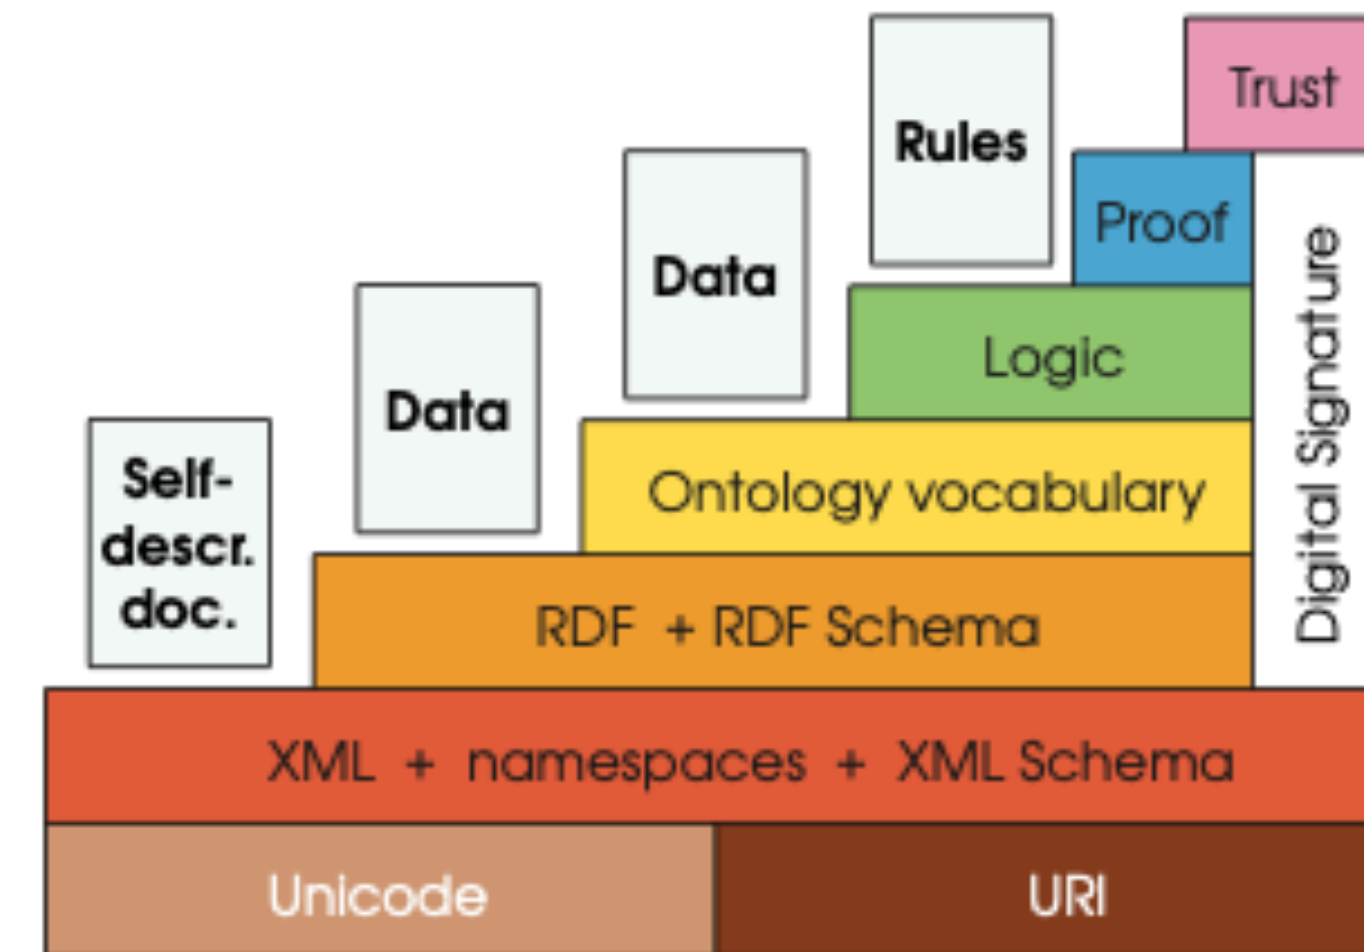 Trust
Rules
Proof
Data
Logic
Data
Ontology vocabulary
Self-
descr.
doc.
RDF + RDF Schema
Digital Signature
XML + namespaces + XML Schema
Unicode
URI